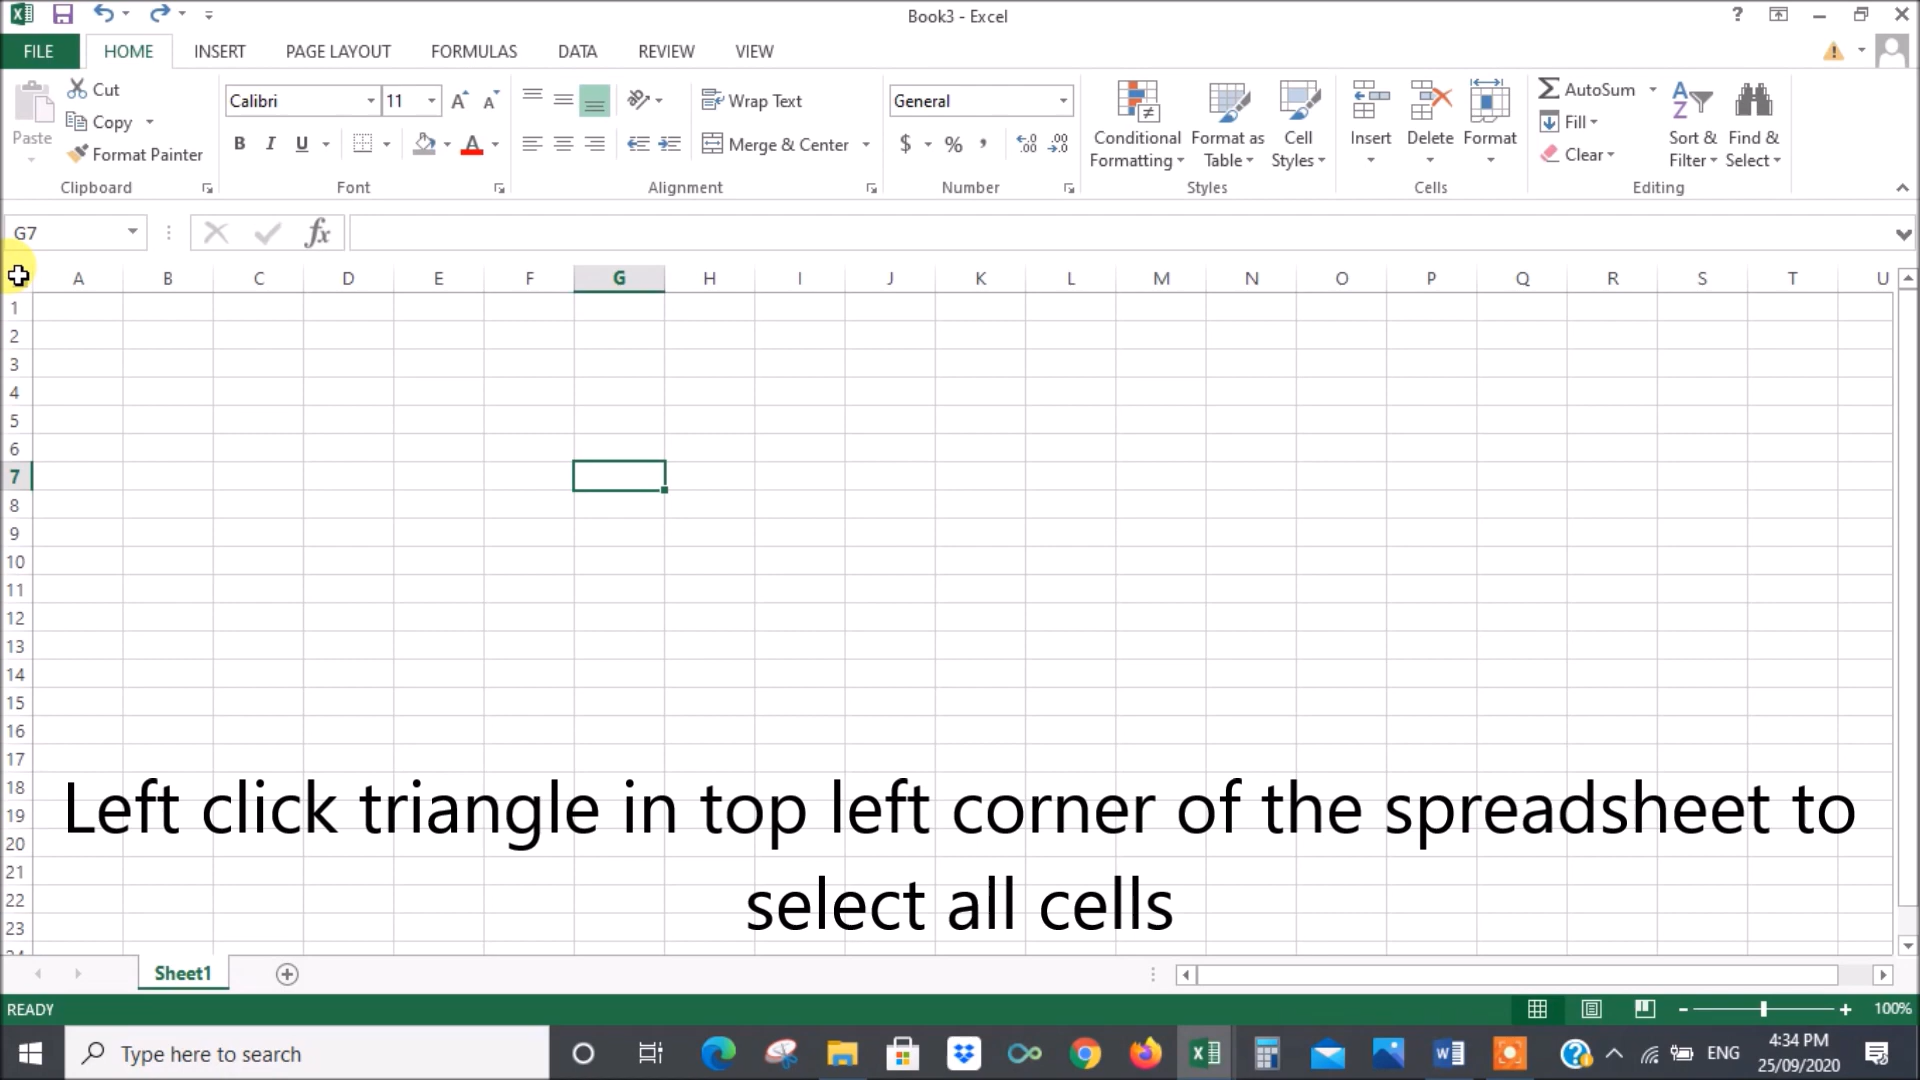 Book3 - Excel
FILE HOME INSERT PAGE LAYOUT FORMULAS DATA REVIEW VIEW
Cut
Copy
Format Painter
Paste
Clipboard
Calibri 11
B I U
Font
Wrap Text
Merge & Center
Alignment
General
$ % ,
Number
Conditional Formatting
Format as Table
Cell Styles
Styles
Insert Delete Format
Cells
AutoSum
Fill
Clear
Sort & Filter
Find & Select
Editing
G7
fx
A B C D E F G H I J K L M N O P Q R S T U
1
2
3
4
5
6
7
8
9
10
11
12
13
14
15
16
17
18
19
20
21
22
23
24
Left click triangle in top left corner of the spreadsheet to
select all cells
Sheet1
READY
100%
Type here to search
ENG
4:34 PM
25/09/2020